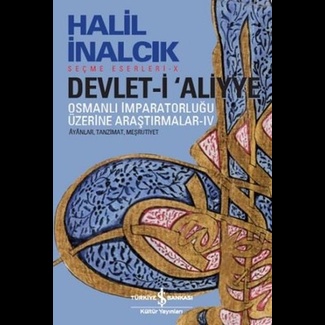 HALİL
İNALCIK
SEÇME ESERLERİ-X
DEVLET-İ ‘ALİYYE
OSMANLI İMPARATORLUĞU
ÜZERİNE ARAŞTIRMALAR-IV
ÂYÂNLAR, TANZİMAT, MEŞRUTİYET
TÜRKİYE İŞ BANKASI
Kültür Yayınları